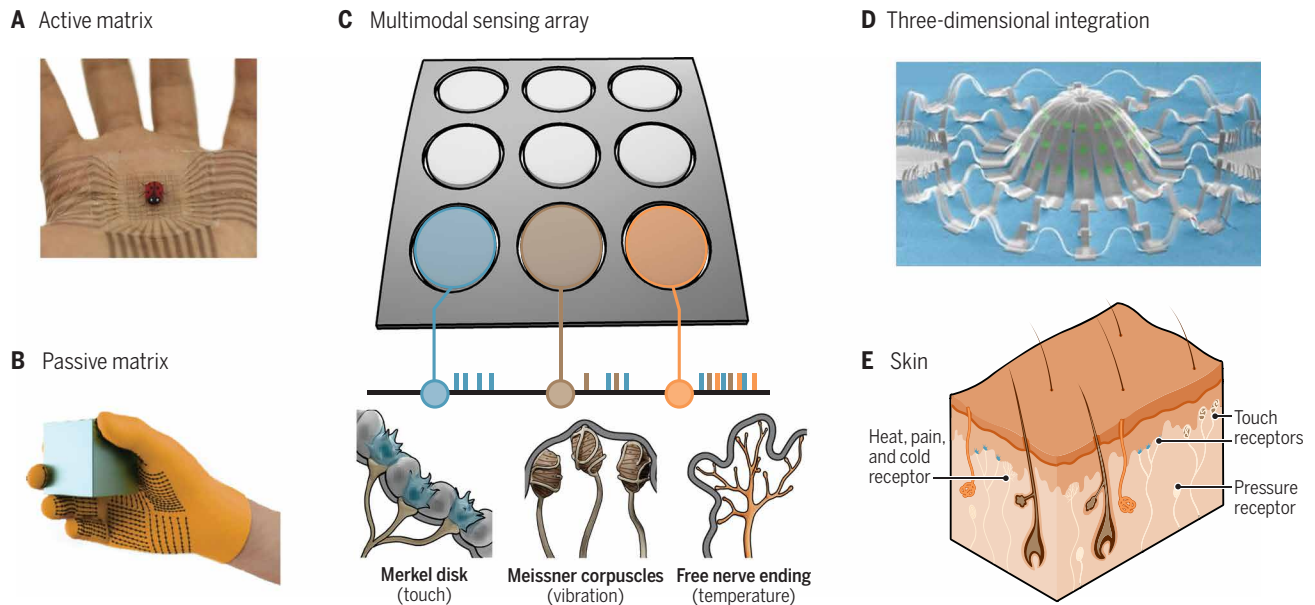 A Active matrix
B Passive matrix
C Multimodal sensing array
Merkel disk
(touch)
Meissner corpuscles
(vibration)
Free nerve ending
(temperature)
D Three-dimensional integration
E Skin
Heat, pain,
and cold
receptor
Touch
receptors
Pressure
receptor